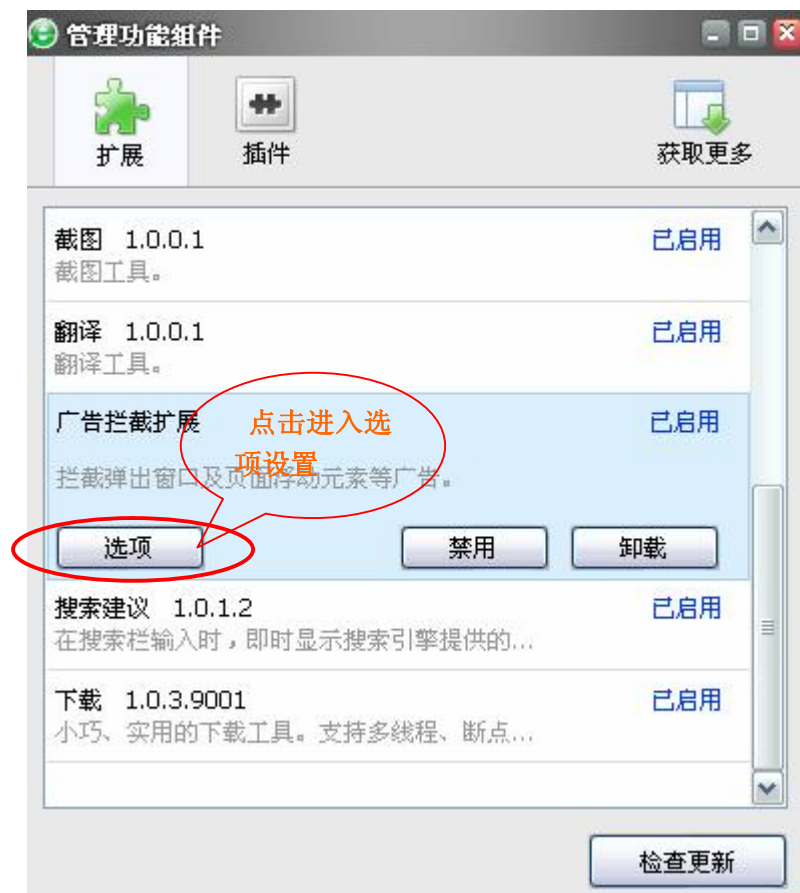 管理功能组件
扩展
插件
获取更多
截图 1.0.0.1
已启用
截图工具。
翻译 1.0.0.1
已启用
翻译工具。
广告拦截扩展
已启用
点击进入选
项设置
拦截弹出窗口及页面浮动元素等广告。
选项
禁用
卸载
搜索建议 1.0.1.2
已启用
在搜索栏输入时，即时显示搜索引擎提供的...
下载 1.0.3.9001
已启用
小巧、实用的下载工具。支持多线程、断点...
检查更新